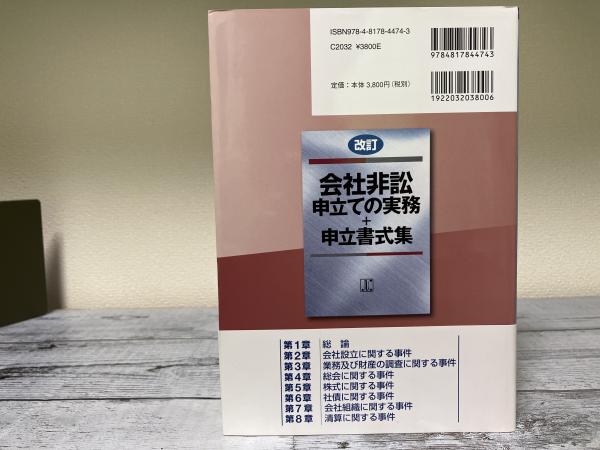 ISBN978-4-8178-4474-3
C2032 ¥3800E
定価:本体3,800円(税別)
9784817844743
1922032038006
改訂
会社非訟
申立ての実務
+
申立書式集
第1章 総論
第2章 会社設立に関する事件
第3章 業務及び財産の調査に関する事件
第4章 総会に関する事件
第5章 株式に関する事件
第6章 社債に関する事件
第7章 会社組織に関する事件
第8章 清算に関する事件